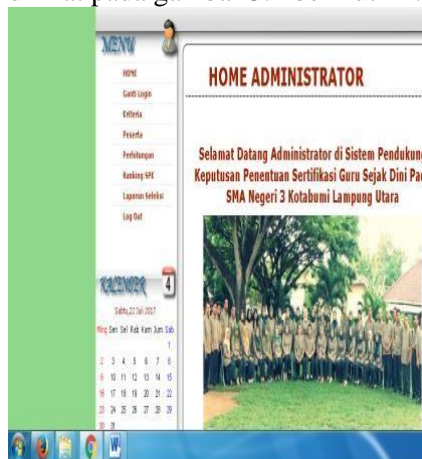 MENU
HOME
Ganti Login
Kriteria
Peserta
Perhitungan
Ranking SPK
Laporan Seleksi
Log Out
KALENDER
4
Sabtu,22 Juli 2017
Ming Sen Sel Rab Kam Jum Sab
1
2 3 4 5 6 7 8
9 10 11 12 13 14 15
16 17 18 19 20 21 22
23 24 25 26 27 28 29
30 31
HOME ADMINISTRATOR
Selamat Datang Administrator di Sistem Pendukung
Keputusan Penentuan Sertifikasi Guru Sejak Dini Pad
SMA Negeri 3 Kotabumi Lampung Utara